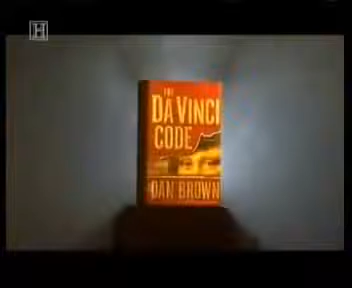 H
THE
DA VINCI
CODE
DAN BROWN